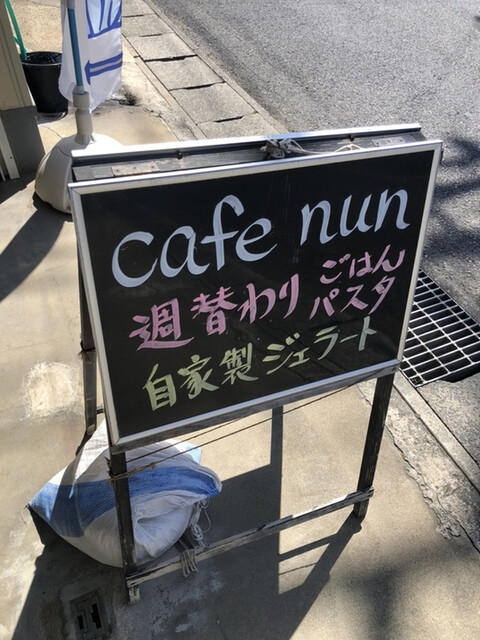 cafe nun
週替わり ごはん
パスタ
自家製ジェラート